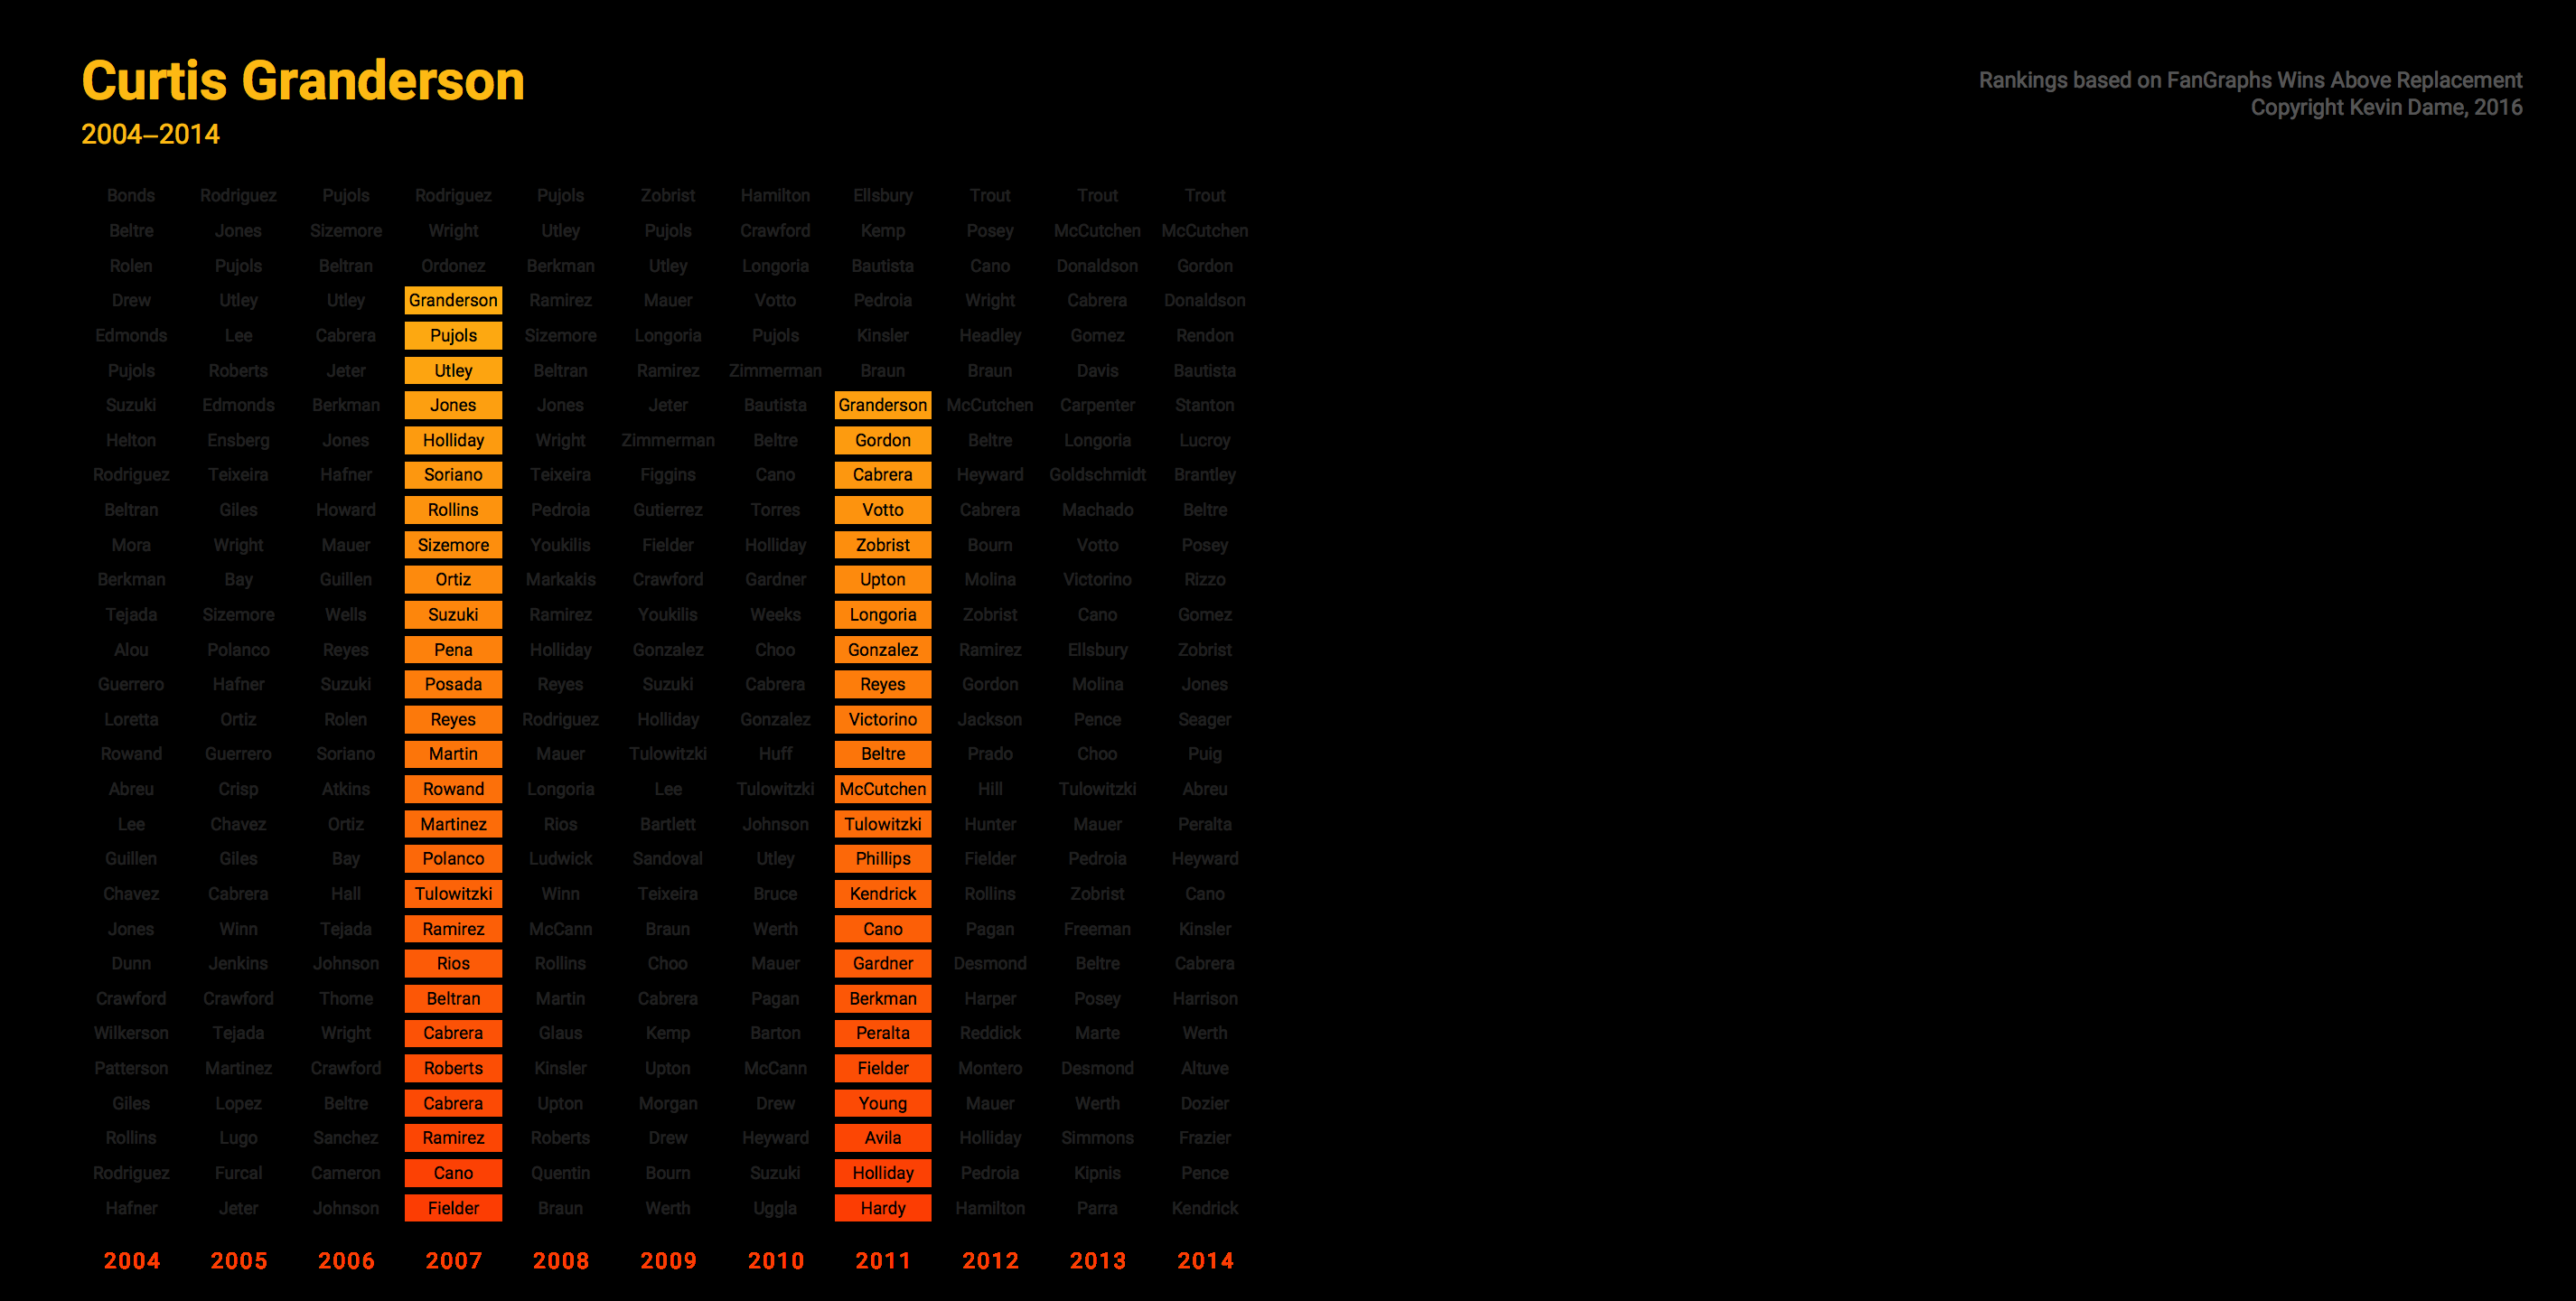 Curtis Granderson
2004–2014
Rankings based on FanGraphs Wins Above Replacement
Copyright Kevin Dame, 2016
Bonds Rodriguez Pujols Rodriguez Pujols Zobrist Hamilton Ellsbury Trout Trout Trout
Beltre Jones Sizemore Wright Utley Pujols Crawford Kemp Posey McCutchen McCutchen
Rolen Pujols Beltran Ordonez Berkman Utley Longoria Bautista Cano Donaldson Gordon
Drew Utley Utley Granderson Ramirez Mauer Votto Pedroia Wright Cabrera Donaldson
Edmonds Lee Cabrera Pujols Sizemore Longoria Pujols Kinsler Headley Gomez Rendon
Pujols Roberts Jeter Utley Beltran Ramirez Zimmerman Braun Braun Davis Bautista
Suzuki Edmonds Berkman Jones Jones Jeter Bautista Granderson McCutchen Carpenter Stanton
Helton Ensberg Jones Holliday Wright Zimmerman Beltre Gordon Beltre Longoria Lucroy
Rodriguez Teixeira Hafner Soriano Teixeira Figgins Cano Cabrera Heyward Goldschmidt Brantley
Beltran Giles Howard Rollins Pedroia Gutierrez Torres Votto Cabrera Machado Beltre
Mora Wright Mauer Sizemore Youkilis Fielder Holliday Zobrist Bourn Votto Posey
Berkman Bay Guillen Ortiz Markakis Crawford Gardner Upton Molina Victorino Rizzo
Tejada Sizemore Wells Suzuki Ramirez Youkilis Weeks Longoria Zobrist Cano Gomez
Alou Polanco Reyes Pena Holliday Gonzalez Choo Gonzalez Ramirez Ellsbury Zobrist
Guerrero Hafner Suzuki Posada Reyes Suzuki Cabrera Reyes Gordon Molina Jones
Loretta Ortiz Rolen Reyes Rodriguez Holliday Gonzalez Victorino Jackson Pence Seager
Rowand Guerrero Soriano Martin Mauer Tulowitzki Huff Beltre Prado Choo Puig
Abreu Crisp Atkins Rowand Longoria Lee Tulowitzki McCutchen Hill Tulowitzki Abreu
Lee Chavez Ortiz Martinez Rios Bartlett Johnson Tulowitzki Hunter Mauer Peralta
Guillen Giles Bay Polanco Ludwick Sandoval Utley Phillips Fielder Pedroia Heyward
Chavez Cabrera Hall Tulowitzki Winn Teixeira Bruce Kendrick Rollins Zobrist Cano
Jones Winn Tejada Ramirez McCann Braun Werth Cano Pagan Freeman Kinsler
Dunn Jenkins Johnson Rios Rollins Choo Mauer Gardner Desmond Beltre Cabrera
Crawford Crawford Thome Beltran Martin Cabrera Pagan Berkman Harper Posey Harrison
Wilkerson Tejada Wright Cabrera Glaus Kemp Barton Peralta Reddick Marte Werth
Patterson Martinez Crawford Roberts Kinsler Upton McCann Fielder Montero Desmond Altuve
Giles Lopez Beltre Cabrera Upton Morgan Drew Young Mauer Werth Dozier
Rollins Lugo Sanchez Ramirez Roberts Drew Heyward Avila Holliday Simmons Frazier
Rodriguez Furcal Cameron Cano Quentin Bourn Suzuki Holliday Pedroia Kipnis Pence
Hafner Jeter Johnson Fielder Braun Werth Uggla Hardy Hamilton Parra Kendrick
2004 2005 2006 2007 2008 2009 2010 2011 2012 2013 2014